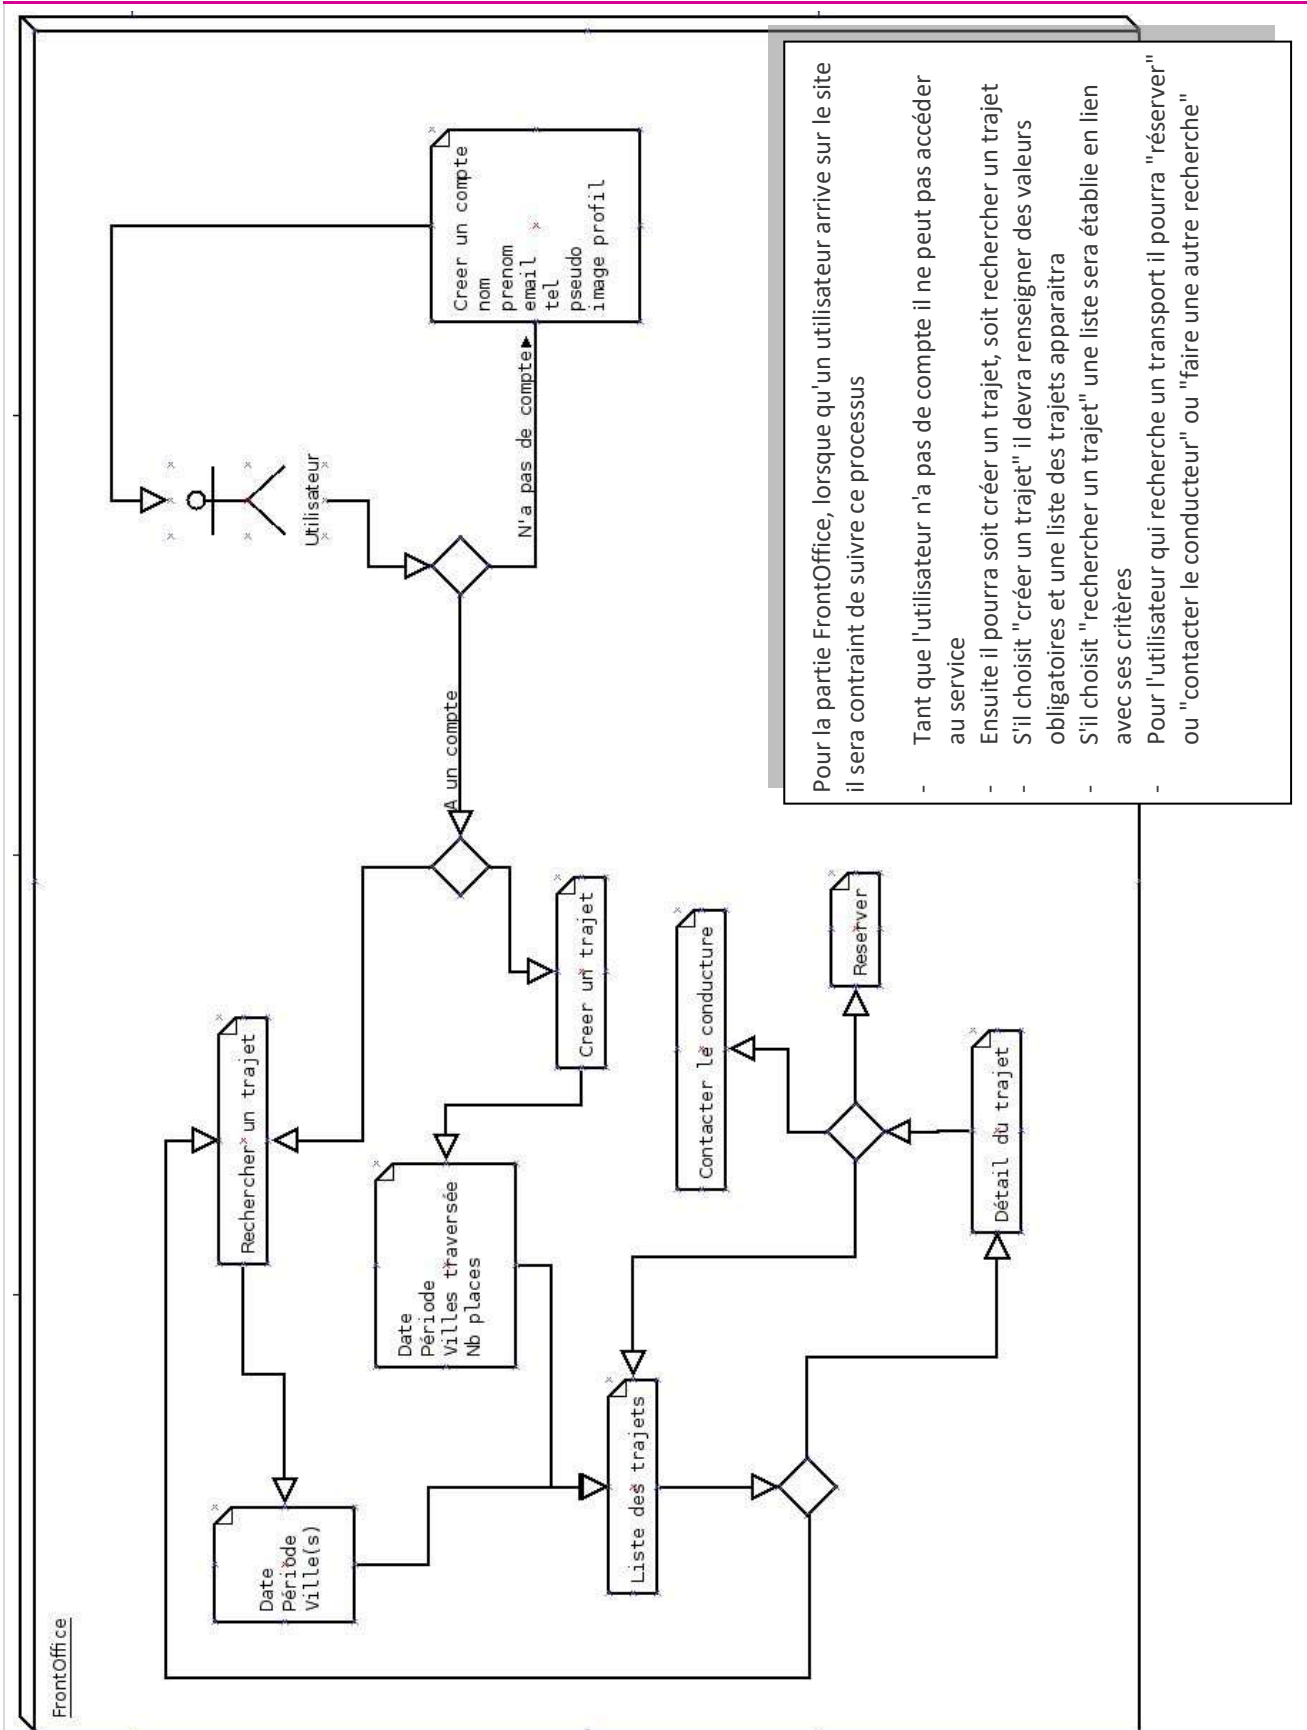 FrontOffice
Utilisateur
N'a pas de compte
A un compte
Creer un compte
nom
prenom
email
tel
pseudo
image profil
Rechercher un trajet
Creer un trajet
Date
Période
Ville(s)
Date
Période
Villes traversée
Nb places
Liste des trajets
Contacter le conducture
Reserver
Détail du trajet
Pour la partie FrontOffice, lorsque qu'un utilisateur arrive sur le site
il sera contraint de suivre ce processus
- Tant que l'utilisateur n'a pas de compte il ne peut pas accéder
au service
- Ensuite il pourra soit créer un trajet, soit rechercher un trajet
- S'il choisit "créer un trajet" il devra renseigner des valeurs
obligatoires et une liste des trajets apparaitra
- S'il choisit "rechercher un trajet" une liste sera établie en lien
avec ses critères
- Pour l'utilisateur qui recherche un transport il pourra "réserver"
ou "contacter le conducteur" ou "faire une autre recherche"